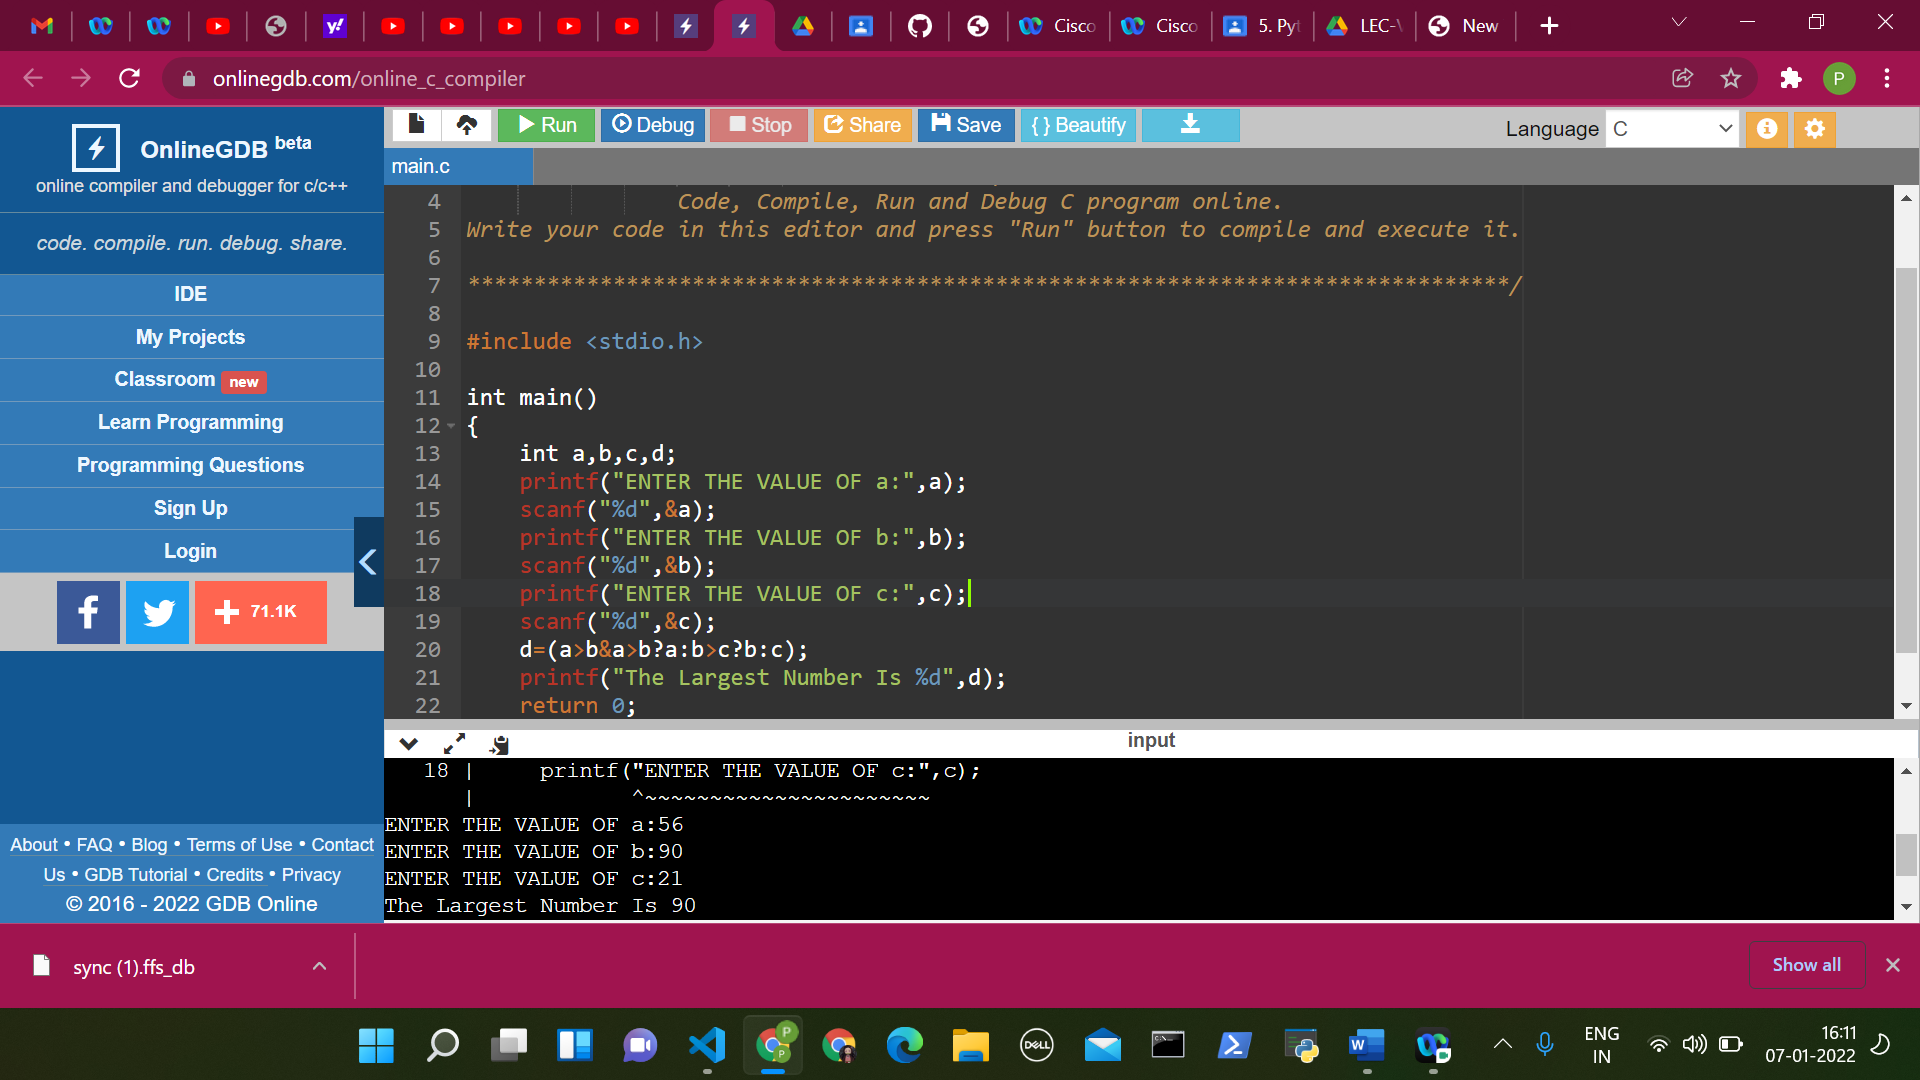 Cisco
Cisco
5. Pyt
LEC-V
New
onlinegdb.com/online_c_compiler
P
OnlineGDB beta
online compiler and debugger for c/c++
code. compile. run. debug. share.
IDE
My Projects
Classroom new
Learn Programming
Programming Questions
Sign Up
Login
71.1K
About • FAQ • Blog • Terms of Use • Contact
Us • GDB Tutorial • Credits • Privacy
© 2016 - 2022 GDB Online
Run
Debug
Stop
Share
Save
{ } Beautify
Language C
main.c
4 Code, Compile, Run and Debug C program online.
5 Write your code in this editor and press "Run" button to compile and execute it.
6
7 *******************************************************************************/
8
9 #include <stdio.h>
10
11 int main()
12 {
13 int a,b,c,d;
14 printf("ENTER THE VALUE OF a:",a);
15 scanf("%d",&a);
16 printf("ENTER THE VALUE OF b:",b);
17 scanf("%d",&b);
18 printf("ENTER THE VALUE OF c:",c);
19 scanf("%d",&c);
20 d=(a>b&a>b?a:b>c?b:c);
21 printf("The Largest Number Is %d",d);
22 return 0;
input
18 | printf("ENTER THE VALUE OF c:",c);
| ^~~~~~~~~~~~~~~~~~~~~~~
ENTER THE VALUE OF a:56
ENTER THE VALUE OF b:90
ENTER THE VALUE OF c:21
The Largest Number Is 90
sync (1).ffs_db
Show all
DELL
ENG
IN
16:11
07-01-2022